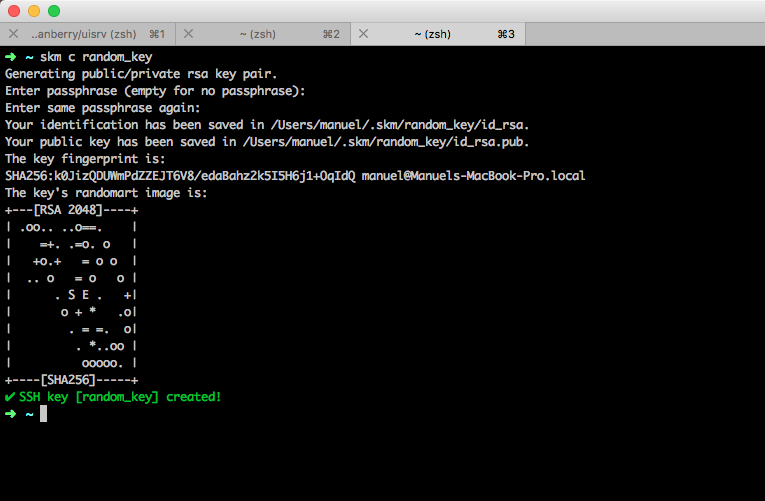 ..anberry/uisrv (zsh) ⌘1 ~ (zsh) ⌘2 ~ (zsh) ⌘3
➜ ~ skm c random_key
Generating public/private rsa key pair.
Enter passphrase (empty for no passphrase):
Enter same passphrase again:
Your identification has been saved in /Users/manuel/.skm/random_key/id_rsa.
Your public key has been saved in /Users/manuel/.skm/random_key/id_rsa.pub.
The key fingerprint is:
SHA256:k0JizQDUWmPdZZEJT6V8/edaBahz2k5I5H6j1+OqIdQ manuel@Manuels-MacBook-Pro.local
The key's randomart image is:
+---[RSA 2048]----+
| .oo.. ..o==.    |
|    =+. .=o. o   |
|   +o.+   = o o  |
|  .. o   = o   o |
|      . S E .   +|
|       o + *   .o|
|        . = =.  o|
|         . *..oo |
|          ooooo. |
+----[SHA256]-----+
✔ SSH key [random_key] created!
➜ ~